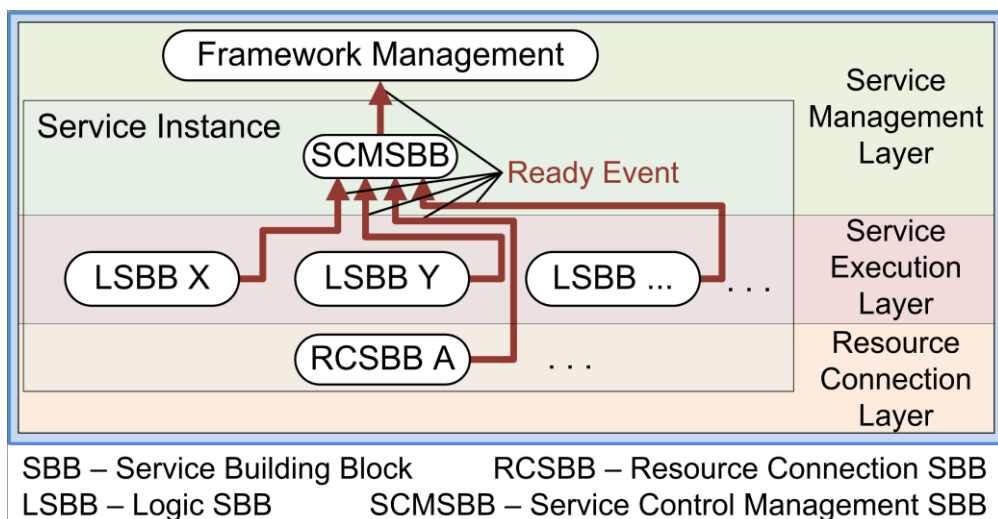 Framework Management
Service
Management
Layer
Service Instance
SCMSBB
Ready Event
LSBB X
LSBB Y
LSBB ...
. . .
Service
Execution
Layer
RCSBB A
. . .
Resource
Connection
Layer
SBB – Service Building Block
RCSBB – Resource Connection SBB
LSBB – Logic SBB
SCMSBB – Service Control Management SBB